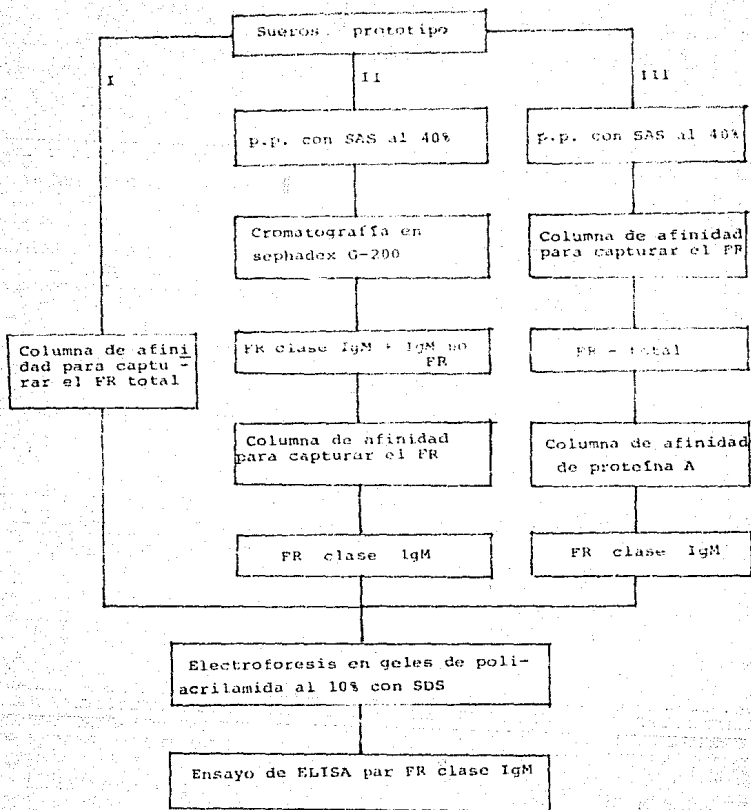 Sueros prototipo
I
II
III
p.p. con SAS al 40%
p.p. con SAS al 40%
Cromatografía en
sephadex G-200
Columna de afinidad
para capturar el FR
Columna de afini
dad para captu-
rar el FR total
FR clase IgM + IgM no
FR
FR - total
Columna de afinidad
para capturar el FR
Columna de afinidad
de proteína A
FR clase IgM
FR clase IgM
Electroforesis en geles de poli-
acrilamida al 10% con SDS
Ensayo de ELISA par FR clase IgM